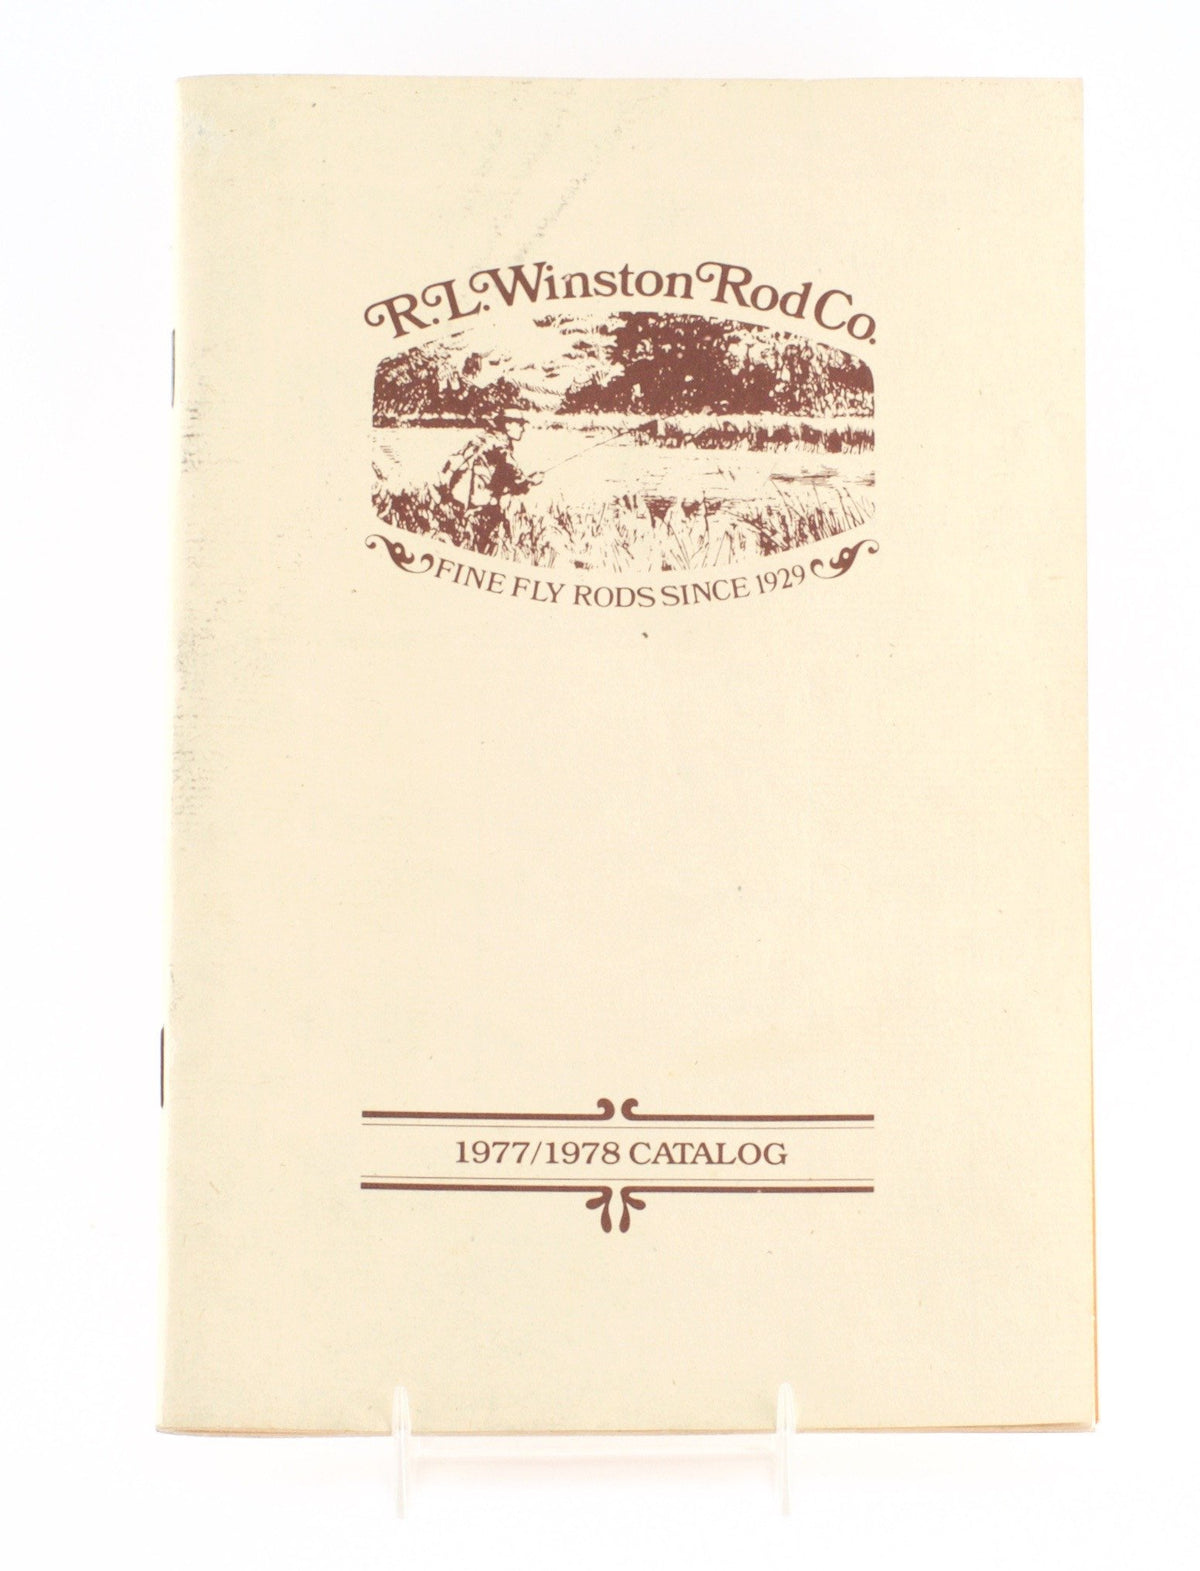 R.L. Winston Rod Co.
FINE FLY RODS SINCE 1929
1977/1978 CATALOG